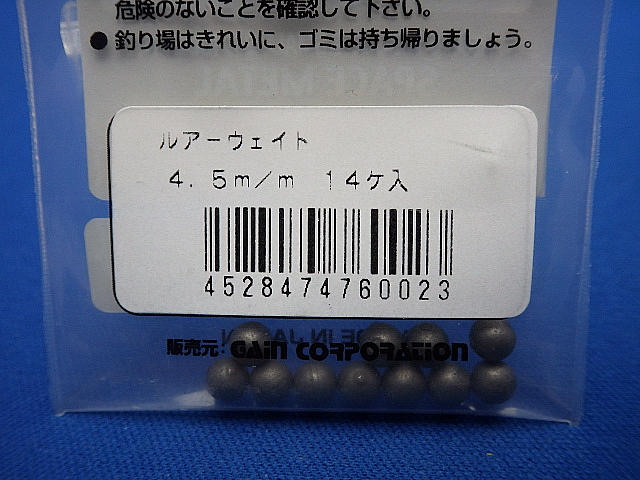 危険のないことを確認して下さい。
● 釣り場はきれいに、ゴミは持ち帰りましょう。
SPACE METAL
ルアーウェイト
4.5m/m 14ケ入
4528474760023
販売元: GAIN CORPORATION